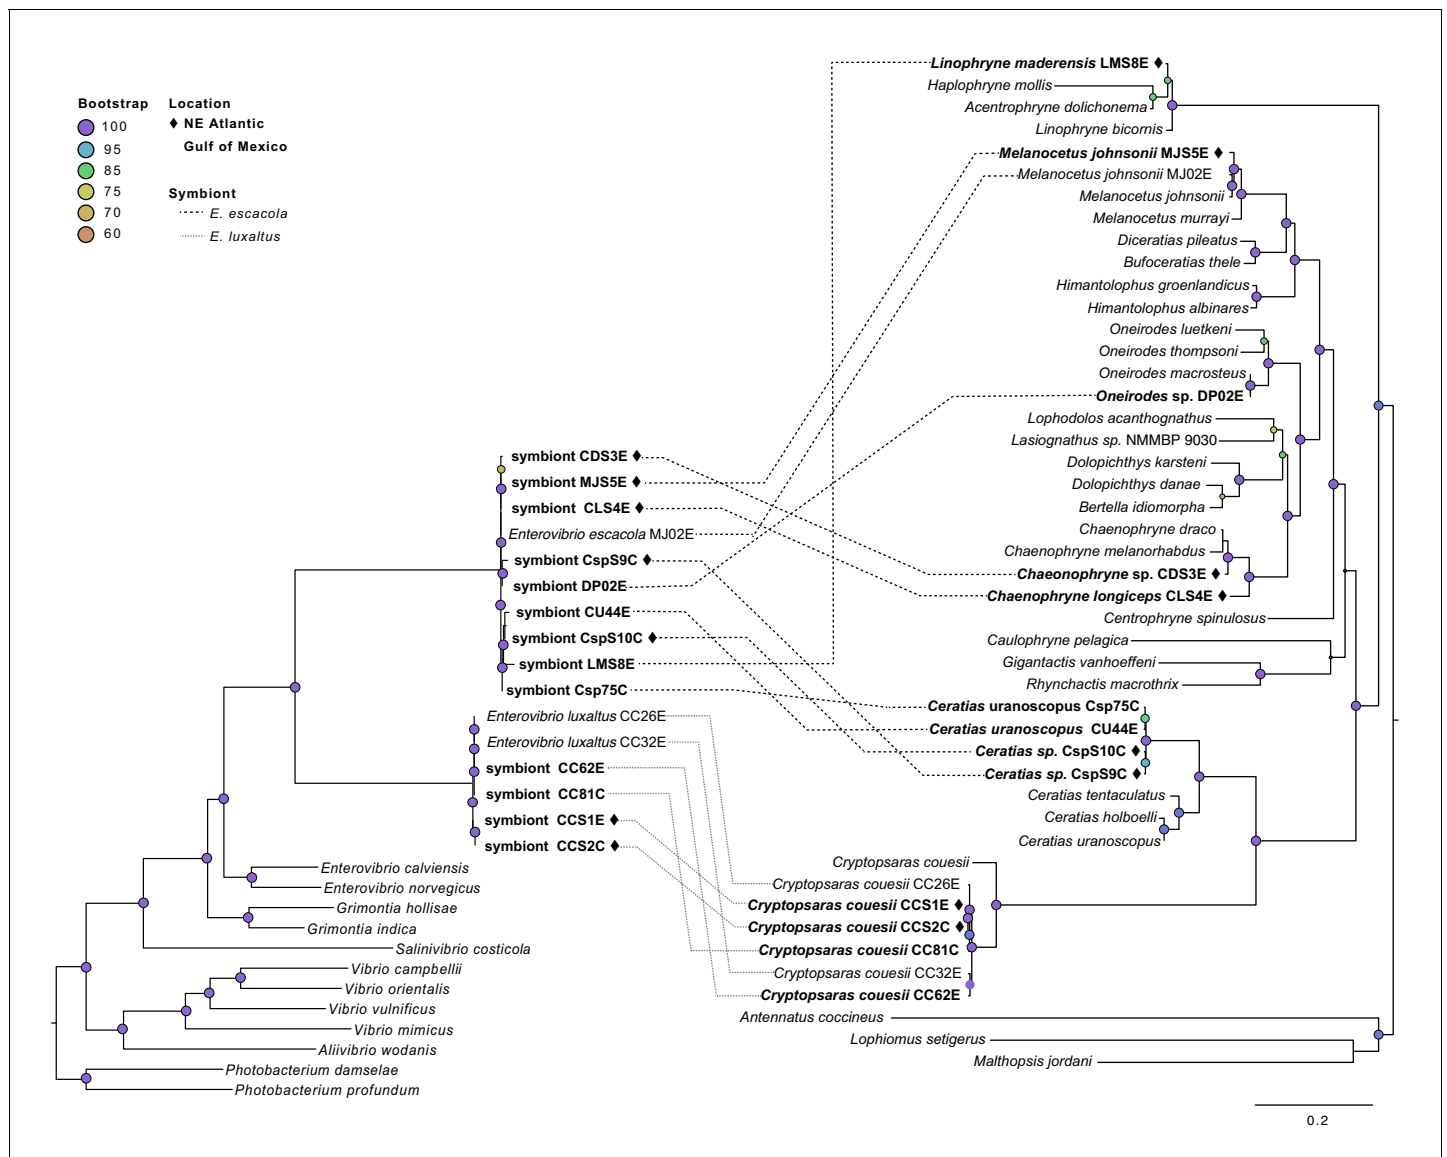 Bootstrap
100
95
85
75
70
60
Location
♦ NE Atlantic
Gulf of Mexico
Symbiont
E. escacola
E. luxaltus
symbiont CDS3E ♦
symbiont MJS5E ♦
symbiont CLS4E ♦
Enterovibrio escacola MJ02E
symbiont CspS9C ♦
symbiont DP02E
symbiont CU44E
symbiont CspS10C ♦
symbiont LMS8E
symbiont Csp75C
Enterovibrio luxaltus CC26E
Enterovibrio luxaltus CC32E
symbiont CC62E
symbiont CC81C
symbiont CCS1E ♦
symbiont CCS2C ♦
Enterovibrio calviensis
Enterovibrio norvegicus
Grimontia hollisae
Grimontia indica
Salinivibrio costicola
Vibrio campbellii
Vibrio orientalis
Vibrio vulnificus
Vibrio mimicus
Aliivibrio wodanis
Photobacterium damselae
Photobacterium profundum
Linophryne maderensis LMS8E ♦
Haplophryne mollis
Acentrophryne dolichonema
Linophryne bicornis
Melanocetus johnsonii MJS5E ♦
Melanocetus johnsonii MJ02E
Melanocetus johnsonii
Melanocetus murrayi
Diceratias pileatus
Bufoceratias thele
Himantolophus groenlandicus
Himantolophus albinares
Oneirodes luetkeni
Oneirodes thompsoni
Oneirodes macrosteus
Oneirodes sp. DP02E
Lophodolos acanthognathus
Lasiognathus sp. NMMBP 9030
Dolopichthys karsteni
Dolopichthys danae
Bertella idiomorpha
Chaenophryne draco
Chaenophryne melanorhabdus
Chaeonophryne sp. CDS3E ♦
Chaenophryne longiceps CLS4E ♦
Centrophryne spinulosus
Caulophryne pelagica
Gigantactis vanhoeffeni
Rhynchactis macrothrix
Ceratias uranoscopus Csp75C
Ceratias uranoscopus CU44E
Ceratias sp. CspS10C ♦
Ceratias sp. CspS9C ♦
Ceratias tentaculatus
Ceratias holboelli
Ceratias uranoscopus
Cryptopsaras couesii
Cryptopsaras couesii CC26E
Cryptopsaras couesii CCS1E ♦
Cryptopsaras couesii CCS2C ♦
Cryptopsaras couesii CC81C
Cryptopsaras couesii CC32E
Cryptopsaras couesii CC62E
Antennatus coccineus
Lophiomus setigerus
Malthopsis jordani
0.2